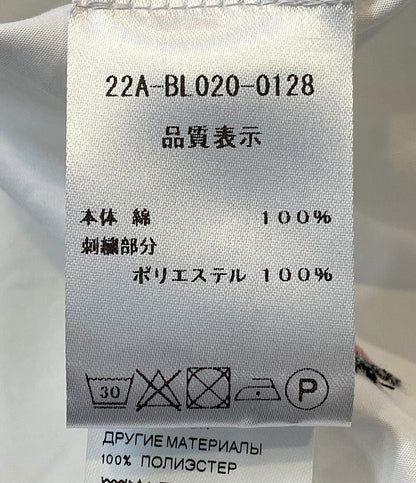 22A-BL020-0128
品質表示
本体 綿 100%
刺繍部分
ポリエステル 100%
30 P
ДРУГИЕ МАТЕРИАЛЫ
100% ПОЛИЭСТЕР